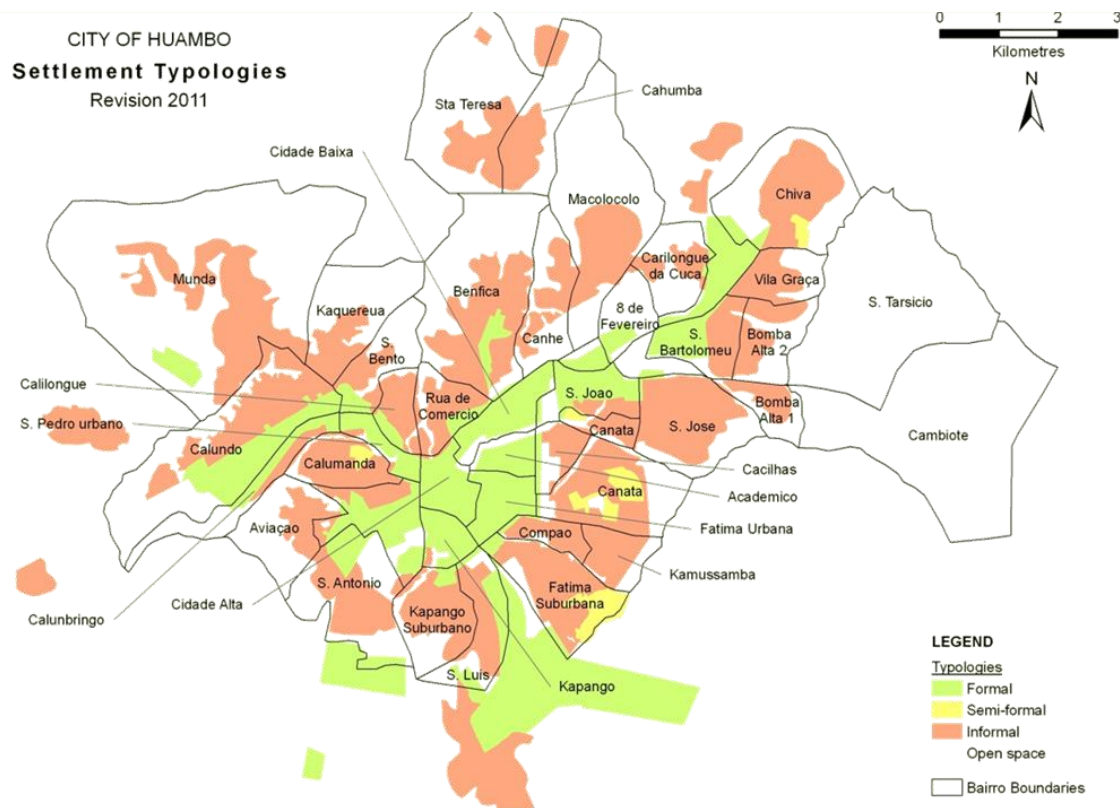 CITY OF HUAMBO
Settlement Typologies
Revision 2011
0 1 2 3
Kilometres
N
Sta Teresa
Cahumba
Cidade Baixa
Macolocolo
Chiva
Munda
Carilongue
da Cuca
Vila Graça
S. Tarsicio
Benfica
Kaquereua
8 de
Fevereiro
S.
Bento
Canhe
S.
Bartolomeu
Bomba
Alta 2
Calilongue
Rua de
Comercio
S. Joao
S. Pedro urbano
Canata
S. Jose
Bomba
Alta 1
Cambiote
Calundo
Calumanda
Cacilhas
Canata
Academico
Aviaçao
Compao
Fatima Urbana
S. Antonio
Kamussamba
Fatima
Suburbana
Calunbringo
Cidade Alta
Kapango
Suburbano
S. Luis
Kapango
LEGEND
Typologies
Formal
Semi-formal
Informal
Open space
Bairro Boundaries